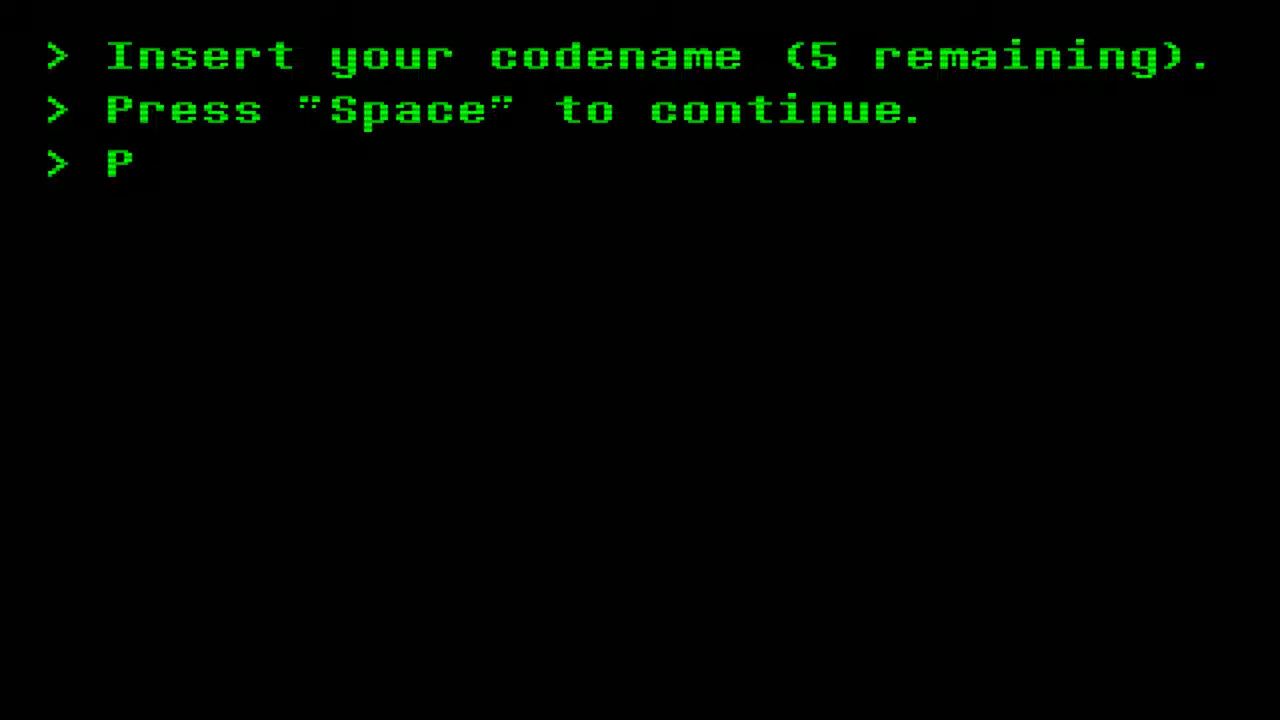 > Insert your codename (5 remaining).
> Press "Space" to continue.
> P